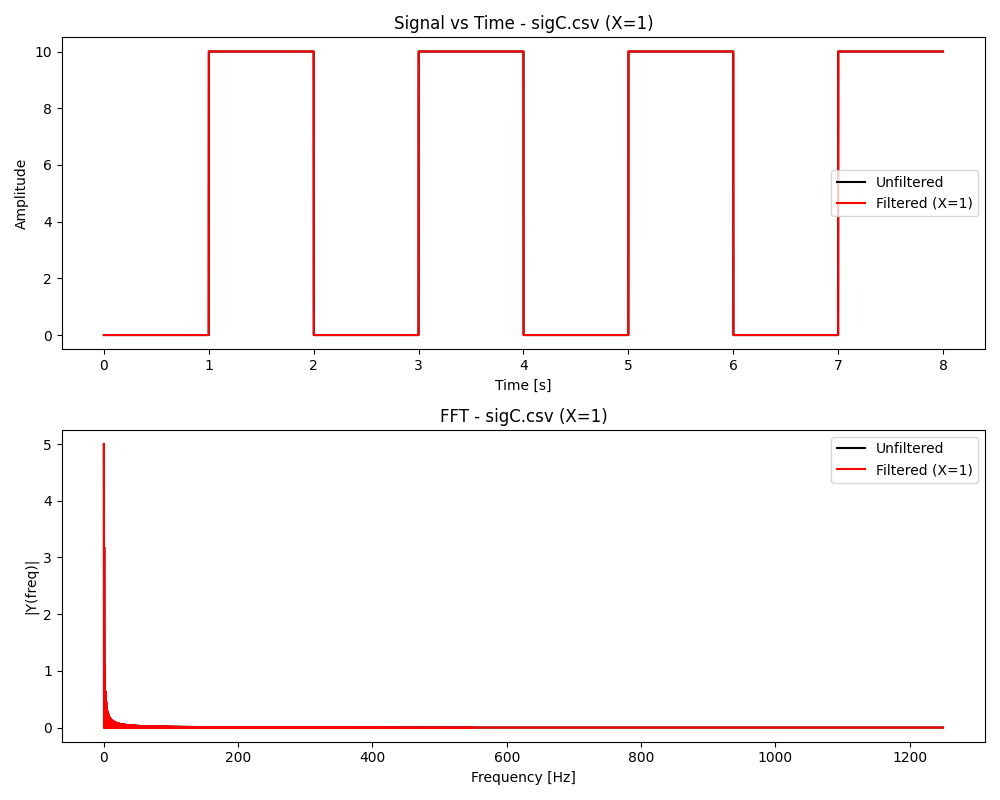 Signal vs Time - sigC.csv (X=1)
10
8
6
4
2
0
Amplitude
Unfiltered
Filtered (X=1)
0 1 2 3 4 5 6 7 8
Time [s]
FFT - sigC.csv (X=1)
5
4
3
2
1
0
|Y(freq)|
Unfiltered
Filtered (X=1)
0 200 400 600 800 1000 1200
Frequency [Hz]